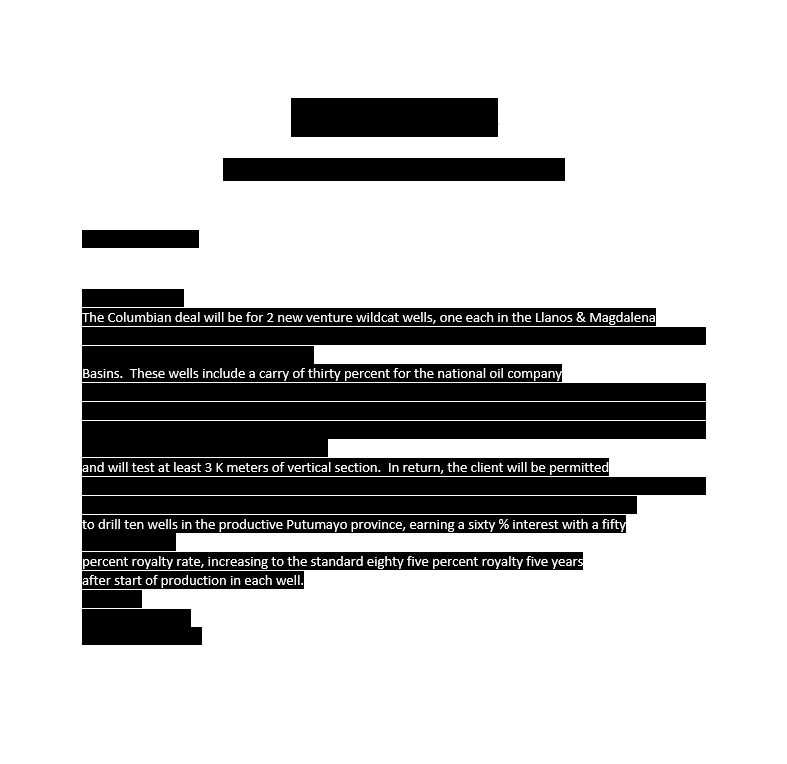 The Columbian deal will be for 2 new venture wildcat wells, one each in the Llanos & Magdalena
Basins.  These wells include a carry of thirty percent for the national oil company
and will test at least 3 K meters of vertical section.  In return, the client will be permitted
to drill ten wells in the productive Putumayo province, earning a sixty % interest with a fifty
percent royalty rate, increasing to the standard eighty five percent royalty five years
after start of production in each well.